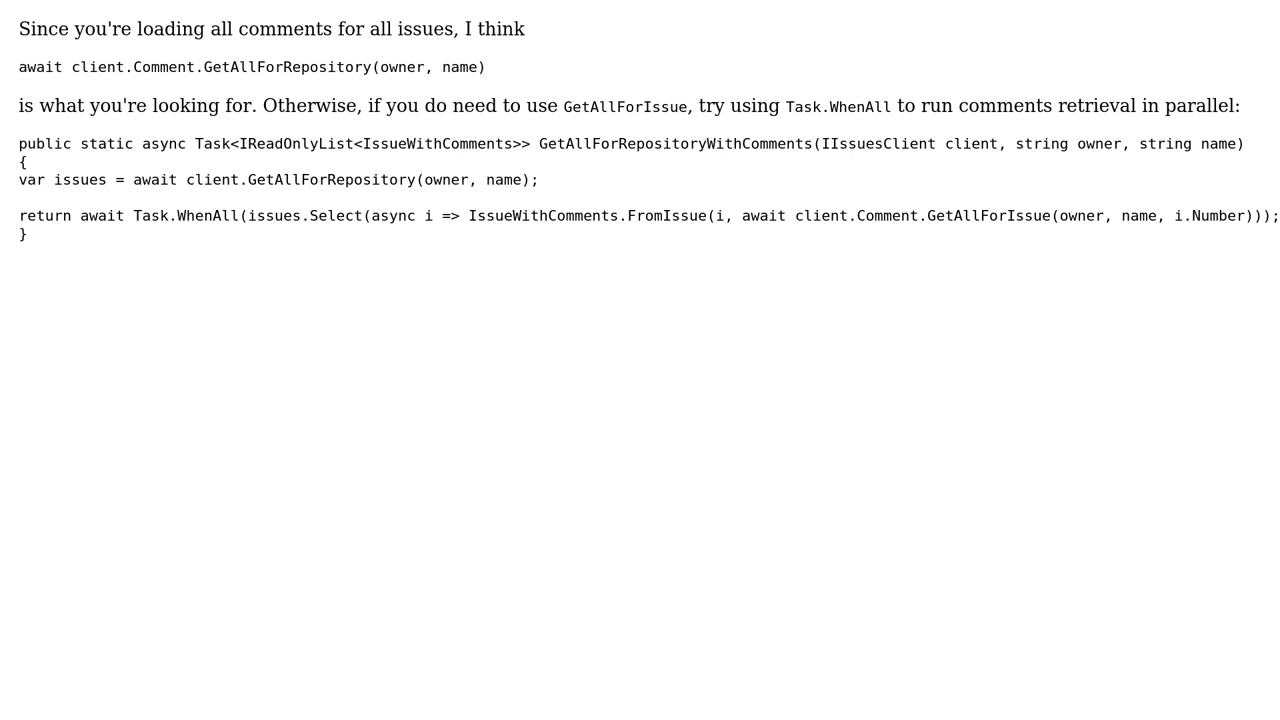 Since you're loading all comments for all issues, I think
await client.Comment.GetAllForRepository(owner, name)
is what you're looking for. Otherwise, if you do need to use GetAllForIssue, try using Task.WhenAll to run comments retrieval in parallel:
public static async Task<IReadOnlyList<IssueWithComments>> GetAllForRepositoryWithComments(IIssuesClient client, string owner, string name)
{
var issues = await client.GetAllForRepository(owner, name);
return await Task.WhenAll(issues.Select(async i => IssueWithComments.FromIssue(i, await client.Comment.GetAllForIssue(owner, name, i.Number)));
}